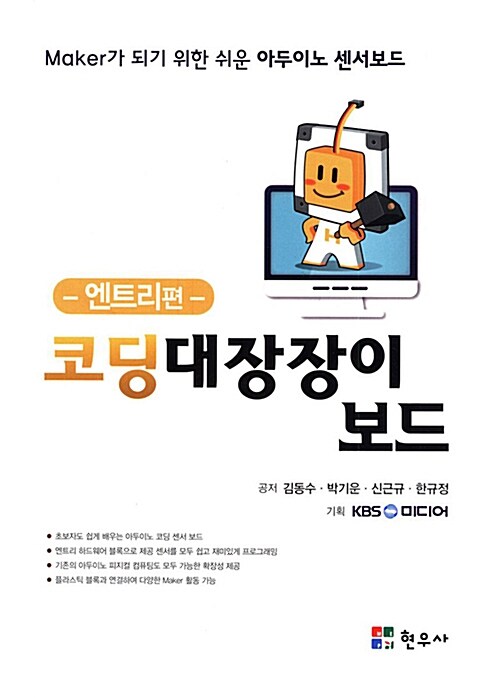 Maker가 되기 위한 쉬운 아두이노 센서보드
H
- 엔트리편 -
코딩대장장이
보드
공저 김동수 · 박기운 · 신근규 · 한규정
기획 KBS 미디어
• 초보자도 쉽게 배우는 아두이노 코딩 센서 보드
• 엔트리 하드웨어 블록으로 제공 센서를 모두 쉽고 재미있게 프로그래밍
• 기존의 아두이노 피지컬 컴퓨팅도 모두 가능한 확장성 제공
• 플라스틱 블록과 연결하여 다양한 Maker 활동 가능
현우사